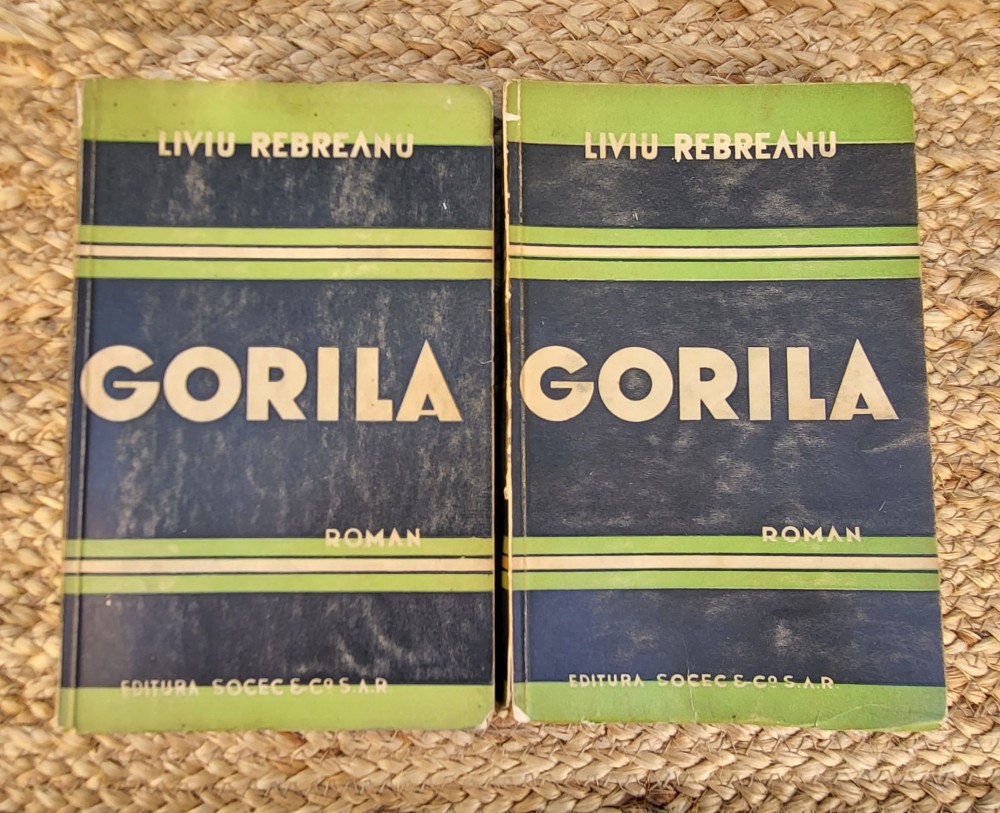 LIVIU REBREANU
GORILA
ROMAN
EDITURA SOCEC & Cº S.A.R.
LIVIU REBREANU
GORILA
ROMAN
EDITURA SOCEC & Cº S.A.R.